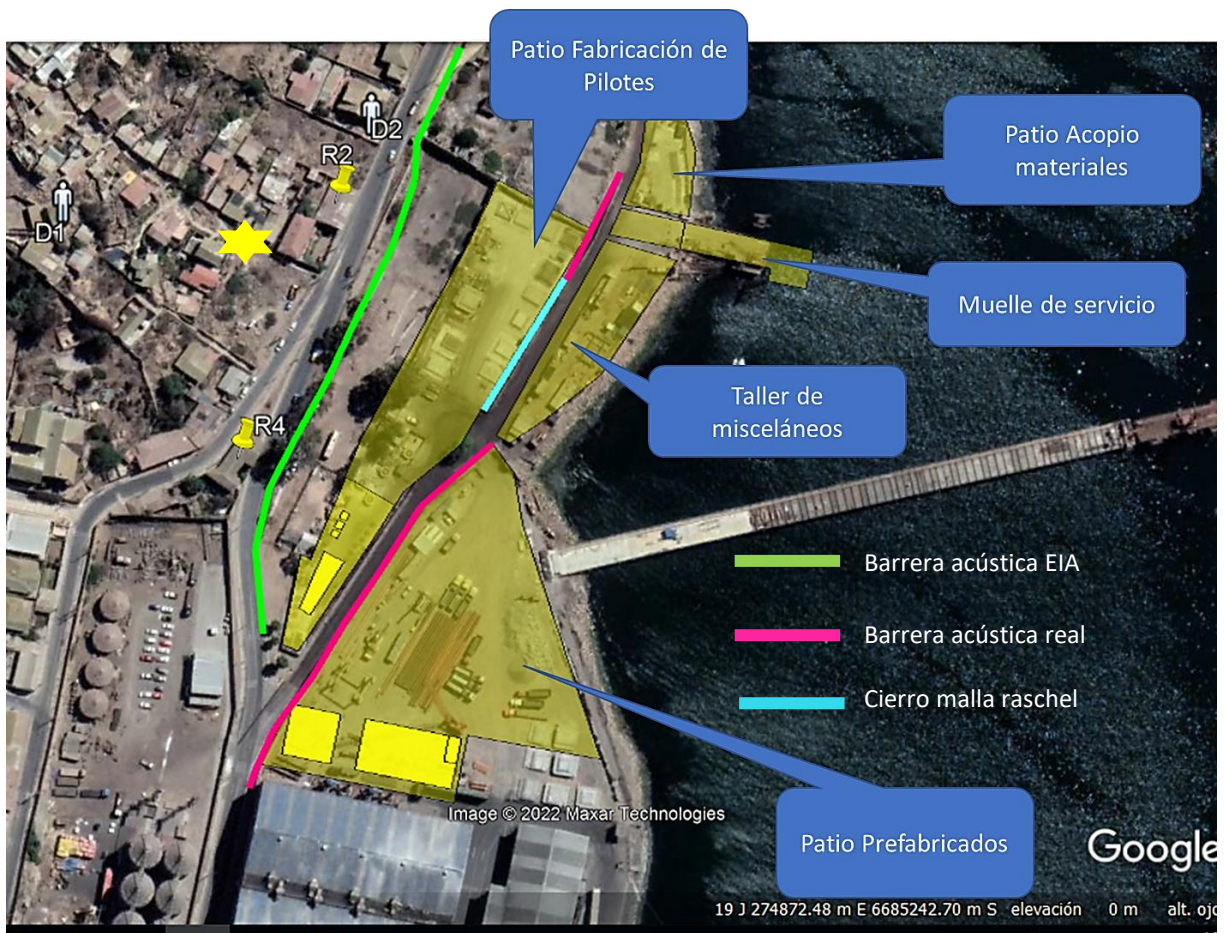 Patio Fabricación de
Pilotes
Patio Acopio
materiales
D2
R2
D1
Muelle de servicio
Taller de
misceláneos
R4
Barrera acústica EIA
Barrera acústica real
Cierro malla raschel
Image © 2022 Maxar Technologies
Patio Prefabricados
Google
19 J 274872.48 m E 6685242.70 m S elevación 0 m alt. ojo